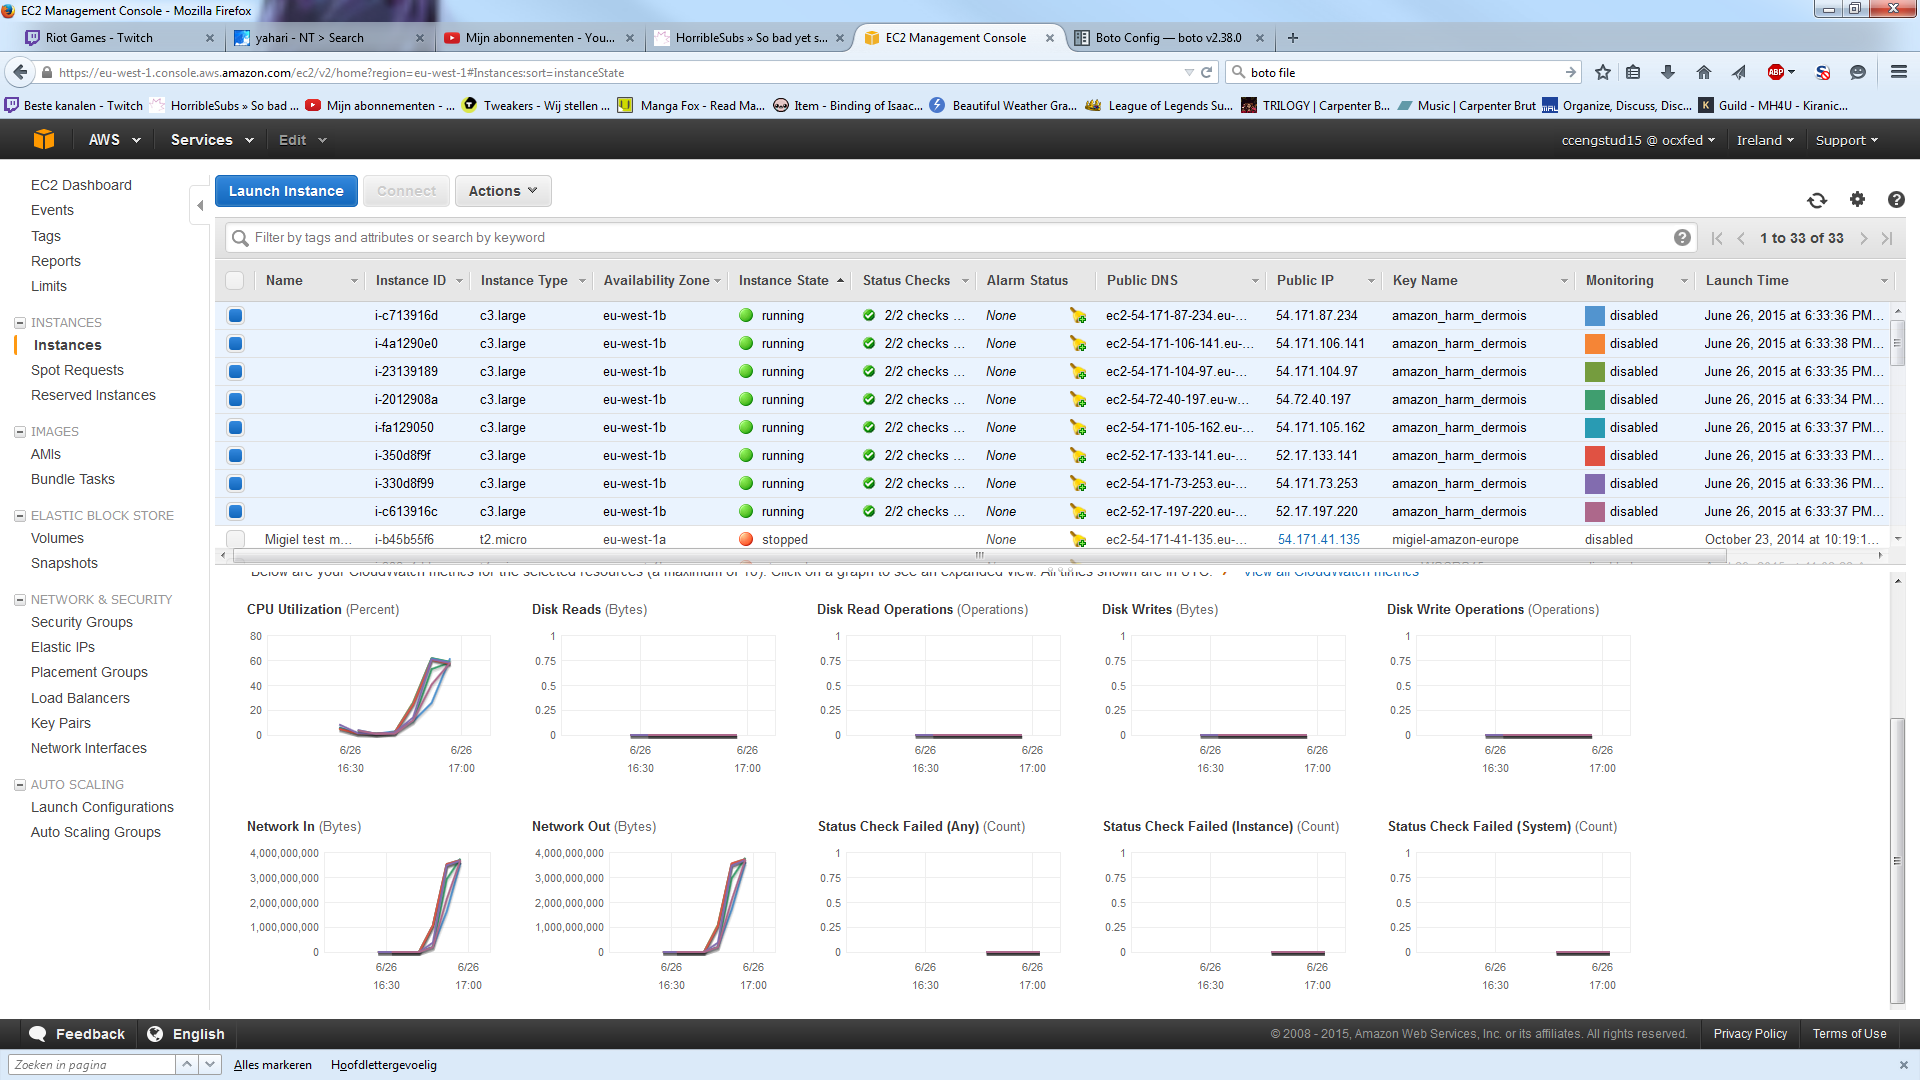 EC2 Management Console - Mozilla Firefox
Riot Games - Twitch
yahari - NT > Search
Mijn abonnementen - You...
HorribleSubs » So bad yet s...
EC2 Management Console
Boto Config — boto v2.38.0
https://eu-west-1.console.aws.amazon.com/ec2/v2/home?region=eu-west-1#Instances:sort=instanceState
boto file
ABP
Beste kanalen - Twitch
HorribleSubs » So bad ...
Mijn abonnementen - ...
Tweakers - Wij stellen ...
Manga Fox - Read Ma...
Item - Binding of Isaac...
Beautiful Weather Gra...
League of Legends Su...
TRILOGY | Carpenter B...
Music | Carpenter Brut
MAL
Organize, Discuss, Disc...
K
Guild - MH4U - Kiranic...
AWS
Services
Edit
ccengstud15 @ ocxfed
Ireland
Support
EC2 Dashboard
Events
Tags
Reports
Limits
INSTANCES
Instances
Spot Requests
Reserved Instances
IMAGES
AMIs
Bundle Tasks
ELASTIC BLOCK STORE
Volumes
Snapshots
NETWORK & SECURITY
Security Groups
Elastic IPs
Placement Groups
Load Balancers
Key Pairs
Network Interfaces
AUTO SCALING
Launch Configurations
Auto Scaling Groups
Launch Instance
Connect
Actions
Filter by tags and attributes or search by keyword
1 to 33 of 33
Name Instance ID Instance Type Availability Zone Instance State Status Checks Alarm Status Public DNS Public IP Key Name Monitoring Launch Time
i-c713916d c3.large eu-west-1b running 2/2 checks ... None ec2-54-171-87-234.eu-... 54.171.87.234 amazon_harm_dermois disabled June 26, 2015 at 6:33:36 PM...
i-4a1290e0 c3.large eu-west-1b running 2/2 checks ... None ec2-54-171-106-141.eu-... 54.171.106.141 amazon_harm_dermois disabled June 26, 2015 at 6:33:38 PM...
i-23139189 c3.large eu-west-1b running 2/2 checks ... None ec2-54-171-104-97.eu-... 54.171.104.97 amazon_harm_dermois disabled June 26, 2015 at 6:33:35 PM...
i-2012908a c3.large eu-west-1b running 2/2 checks ... None ec2-54-72-40-197.eu-w... 54.72.40.197 amazon_harm_dermois disabled June 26, 2015 at 6:33:34 PM...
i-fa129050 c3.large eu-west-1b running 2/2 checks ... None ec2-54-171-105-162.eu-... 54.171.105.162 amazon_harm_dermois disabled June 26, 2015 at 6:33:37 PM...
i-350d8f9f c3.large eu-west-1b running 2/2 checks ... None ec2-52-17-133-141.eu-... 52.17.133.141 amazon_harm_dermois disabled June 26, 2015 at 6:33:33 PM...
i-330d8f99 c3.large eu-west-1b running 2/2 checks ... None ec2-54-171-73-253.eu-... 54.171.73.253 amazon_harm_dermois disabled June 26, 2015 at 6:33:36 PM...
i-c613916c c3.large eu-west-1b running 2/2 checks ... None ec2-52-17-197-220.eu-... 52.17.197.220 amazon_harm_dermois disabled June 26, 2015 at 6:33:37 PM...
Migiel test m... i-b45b55f6 t2.micro eu-west-1a stopped None ec2-54-171-41-135.eu-... 54.171.41.135 migiel-amazon-europe disabled October 23, 2014 at 10:19:1...
Below are your CloudWatch metrics for the selected resources (a maximum of 10). Click on a graph to see an expanded view. All times shown are in UTC. View all CloudWatch metrics
CPU Utilization (Percent)
80
60
40
20
0
6/26 6/26
16:30 17:00
Disk Reads (Bytes)
1
0.75
0.5
0.25
0
6/26 6/26
16:30 17:00
Disk Read Operations (Operations)
1
0.75
0.5
0.25
0
6/26 6/26
16:30 17:00
Disk Writes (Bytes)
1
0.75
0.5
0.25
0
6/26 6/26
16:30 17:00
Disk Write Operations (Operations)
1
0.75
0.5
0.25
0
6/26 6/26
16:30 17:00
Network In (Bytes)
4,000,000,000
3,000,000,000
2,000,000,000
1,000,000,000
0
6/26 6/26
16:30 17:00
Network Out (Bytes)
4,000,000,000
3,000,000,000
2,000,000,000
1,000,000,000
0
6/26 6/26
16:30 17:00
Status Check Failed (Any) (Count)
1
0.75
0.5
0.25
0
6/26 6/26
16:30 17:00
Status Check Failed (Instance) (Count)
1
0.75
0.5
0.25
0
6/26 6/26
16:30 17:00
Status Check Failed (System) (Count)
1
0.75
0.5
0.25
0
6/26 6/26
16:30 17:00
Feedback
English
© 2008 - 2015, Amazon Web Services, Inc. or its affiliates. All rights reserved.
Privacy Policy
Terms of Use
Zoeken in pagina
Alles markeren
Hoofdlettergevoelig